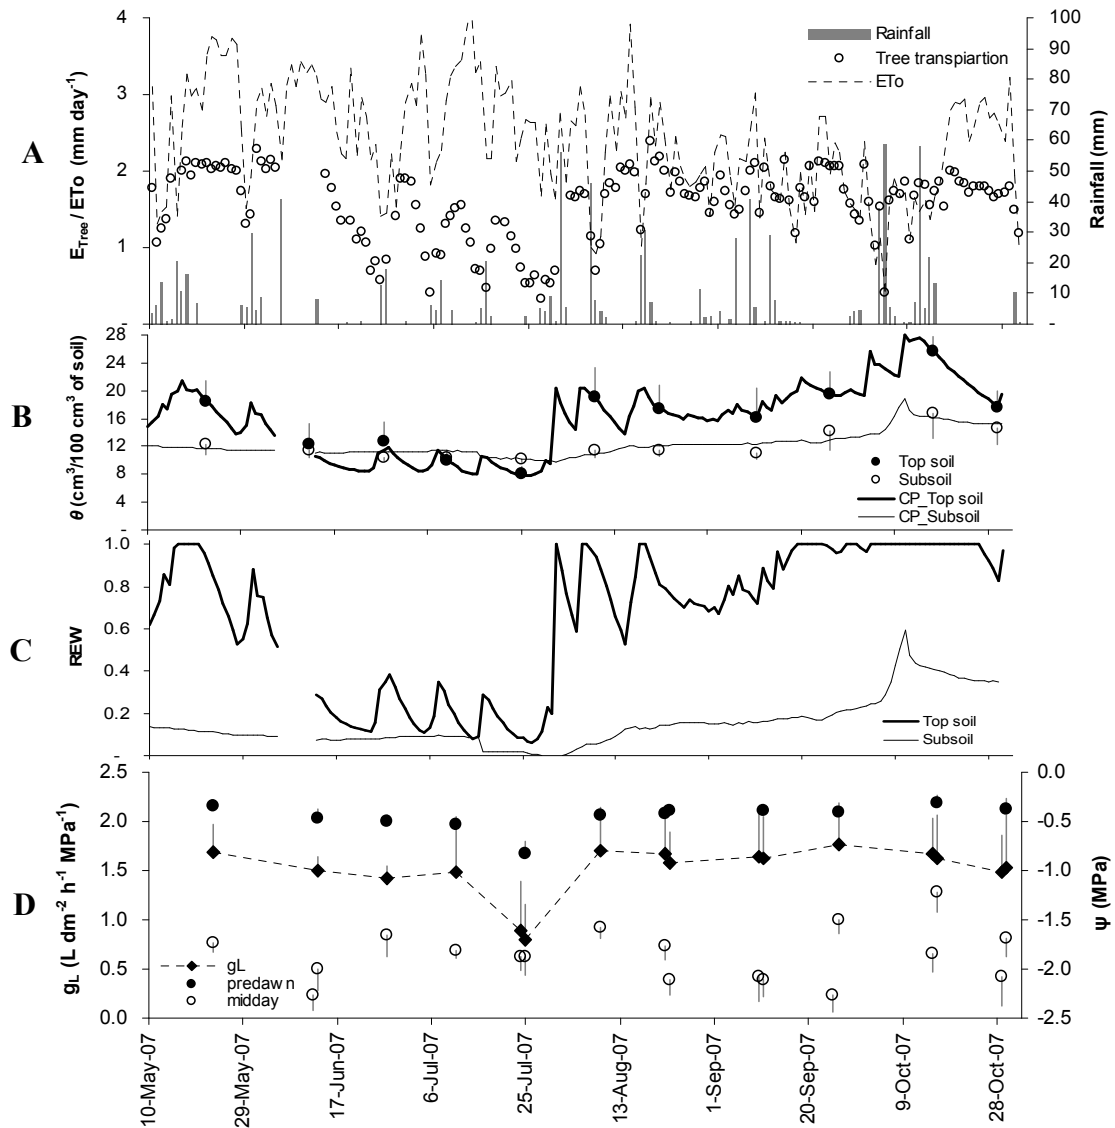 A
E_Tree / ETo (mm day^-1)
4
3
2
1
Rainfall
Tree transpiartion
ETo
100
90
80
70
60
50
40
30
20
10
-
Rainfall (mm)
B
θ (cm^3/100 cm^3 of soil)
28
24
20
16
12
8
4
-
Top soil
Subsoil
CP_Top soil
CP_Subsoil
C
REW
1.0
0.8
0.6
0.4
0.2
-
Top soil
Subsoil
D
g_L (L dm^-2 h^-1 MPa^-1)
2.5
2.0
1.5
1.0
0.5
0.0
gL
predaw n
midday
0.0
-0.5
-1.0
-1.5
-2.0
-2.5
ψ (MPa)
10-May-07
29-May-07
17-Jun-07
6-Jul-07
25-Jul-07
13-Aug-07
1-Sep-07
20-Sep-07
9-Oct-07
28-Oct-07